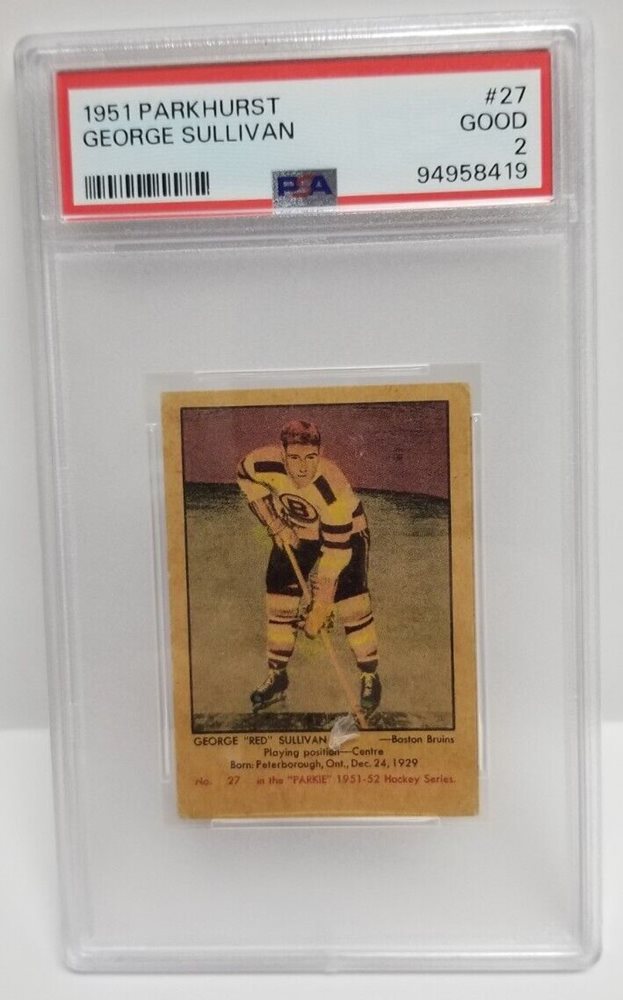 1951 PARKHURST
GEORGE SULLIVAN
#27
GOOD
2
94958419
PSA
B
GEORGE "RED" SULLIVAN —Boston Bruins
Playing position—Centre
Born: Peterborough, Ont., Dec. 24, 1929
No. 27 in the "PARKIE" 1951-52 Hockey Series.